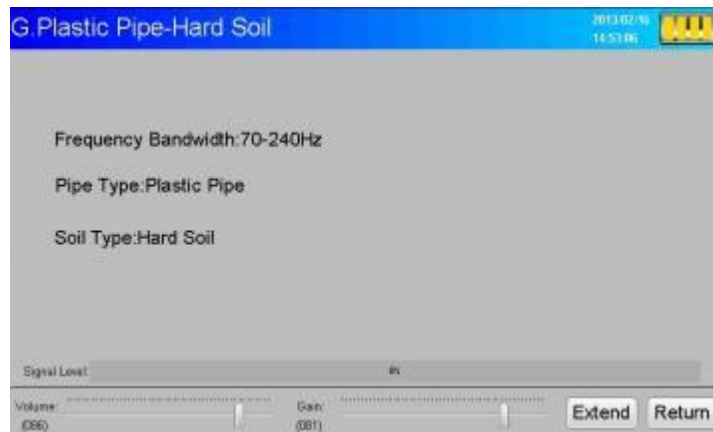 G.Plastic Pipe-Hard Soil
2013/02/16
14:53:06
Frequency Bandwidth:70-240Hz
Pipe Type:Plastic Pipe
Soil Type:Hard Soil
Signal Level:
Volume:
(086)
Gain:
(081)
Extend
Return